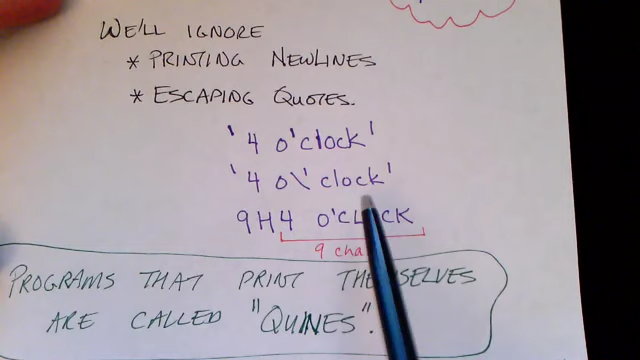 WE'LL IGNORE
* PRINTING NEWLINES
* ESCAPING QUOTES.
'4 o'clock'
'4 o\'clock'
9H4 O'CLOCK
9 cha
PROGRAMS THAT PRINT THEMSELVES
ARE CALLED "QUINES".